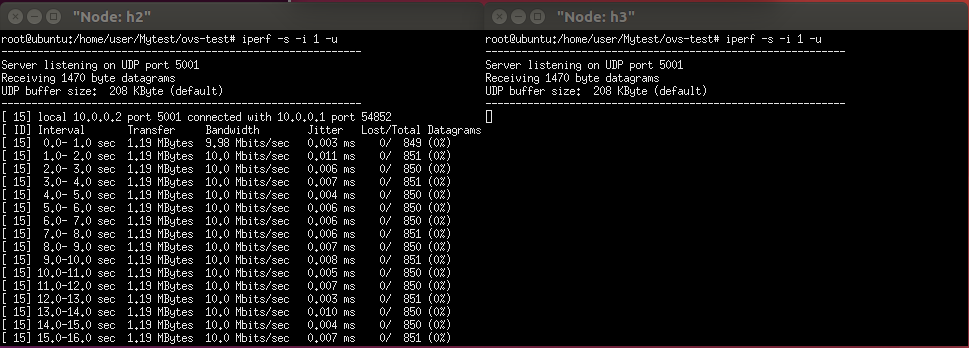 "Node: h2"
root@ubuntu:/home/user/Mytest/ovs-test# iperf -s -i 1 -u
------------------------------------------------------------
Server listening on UDP port 5001
Receiving 1470 byte datagrams
UDP buffer size:  208 KByte (default)
------------------------------------------------------------
[ 15] local 10.0.0.2 port 5001 connected with 10.0.0.1 port 54852
[ ID] Interval       Transfer     Bandwidth        Jitter   Lost/Total Datagrams
[ 15]  0.0- 1.0 sec  1.19 MBytes  9.98 Mbits/sec   0.003 ms    0/  849 (0%)
[ 15]  1.0- 2.0 sec  1.19 MBytes  10.0 Mbits/sec   0.011 ms    0/  851 (0%)
[ 15]  2.0- 3.0 sec  1.19 MBytes  10.0 Mbits/sec   0.006 ms    0/  850 (0%)
[ 15]  3.0- 4.0 sec  1.19 MBytes  10.0 Mbits/sec   0.007 ms    0/  851 (0%)
[ 15]  4.0- 5.0 sec  1.19 MBytes  10.0 Mbits/sec   0.004 ms    0/  850 (0%)
[ 15]  5.0- 6.0 sec  1.19 MBytes  10.0 Mbits/sec   0.006 ms    0/  850 (0%)
[ 15]  6.0- 7.0 sec  1.19 MBytes  10.0 Mbits/sec   0.006 ms    0/  850 (0%)
[ 15]  7.0- 8.0 sec  1.19 MBytes  10.0 Mbits/sec   0.006 ms    0/  851 (0%)
[ 15]  8.0- 9.0 sec  1.19 MBytes  10.0 Mbits/sec   0.007 ms    0/  850 (0%)
[ 15]  9.0-10.0 sec  1.19 MBytes  10.0 Mbits/sec   0.008 ms    0/  851 (0%)
[ 15] 10.0-11.0 sec  1.19 MBytes  10.0 Mbits/sec   0.005 ms    0/  850 (0%)
[ 15] 11.0-12.0 sec  1.19 MBytes  10.0 Mbits/sec   0.007 ms    0/  850 (0%)
[ 15] 12.0-13.0 sec  1.19 MBytes  10.0 Mbits/sec   0.003 ms    0/  851 (0%)
[ 15] 13.0-14.0 sec  1.19 MBytes  10.0 Mbits/sec   0.010 ms    0/  850 (0%)
[ 15] 14.0-15.0 sec  1.19 MBytes  10.0 Mbits/sec   0.004 ms    0/  850 (0%)
[ 15] 15.0-16.0 sec  1.19 MBytes  10.0 Mbits/sec   0.007 ms    0/  851 (0%)
"Node: h3"
root@ubuntu:/home/user/Mytest/ovs-test# iperf -s -i 1 -u
------------------------------------------------------------
Server listening on UDP port 5001
Receiving 1470 byte datagrams
UDP buffer size:  208 KByte (default)
------------------------------------------------------------